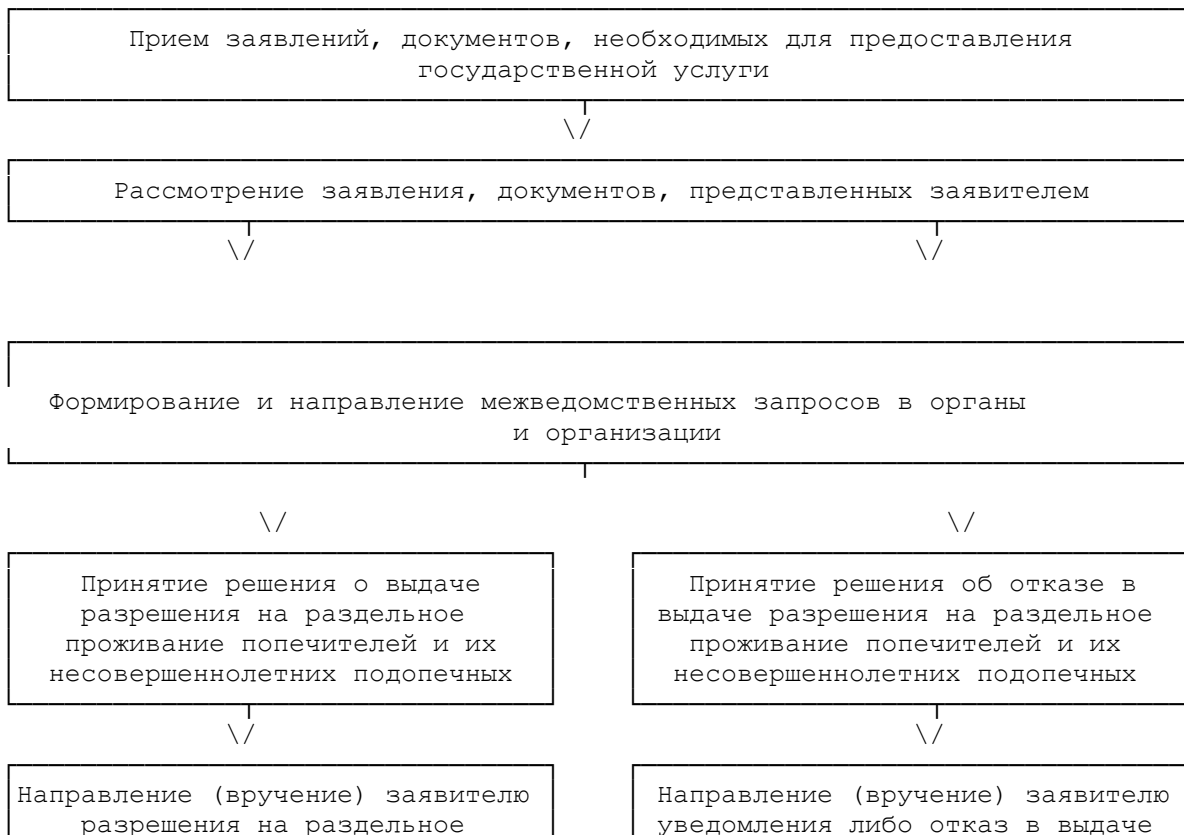 Прием заявлений, документов, необходимых для предоставления
государственной услуги
Рассмотрение заявления, документов, представленных заявителем
Формирование и направление межведомственных запросов в органы
и организации
Принятие решения о выдаче
разрешения на раздельное
проживание попечителей и их
несовершеннолетних подопечных
Принятие решения об отказе в
выдаче разрешения на раздельное
проживание попечителей и их
несовершеннолетних подопечных
Направление (вручение) заявителю
разрешения на раздельное
Направление (вручение) заявителю
уведомления либо отказ в выдаче